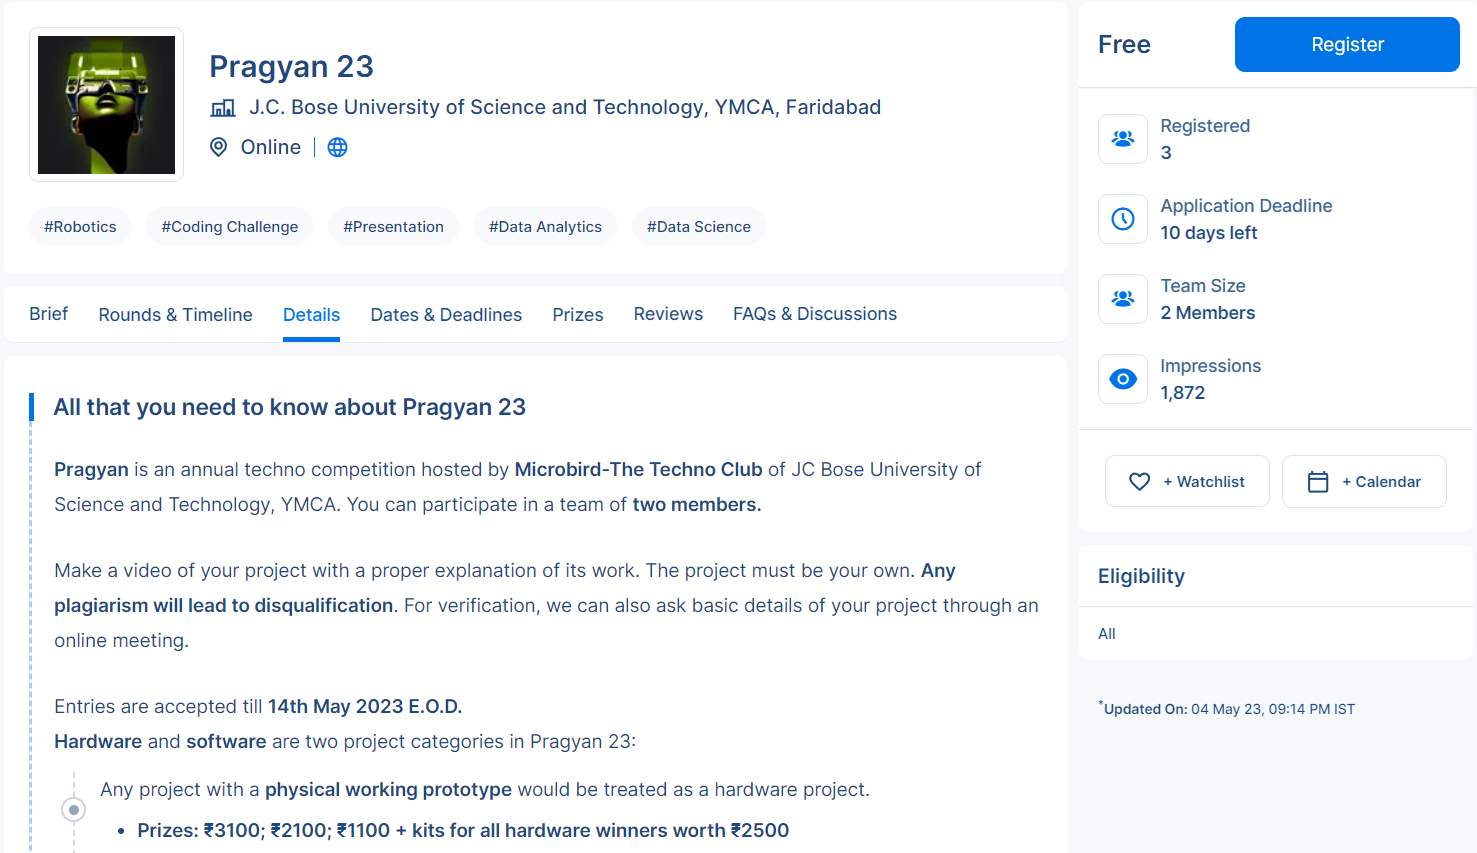 Pragyan 23
J.C. Bose University of Science and Technology, YMCA, Faridabad
Online
#Robotics #Coding Challenge #Presentation #Data Analytics #Data Science
Brief Rounds & Timeline Details Dates & Deadlines Prizes Reviews FAQs & Discussions
All that you need to know about Pragyan 23
Pragyan is an annual techno competition hosted by Microbird-The Techno Club of JC Bose University of
Science and Technology, YMCA. You can participate in a team of two members.
Make a video of your project with a proper explanation of its work. The project must be your own. Any
plagiarism will lead to disqualification. For verification, we can also ask basic details of your project through an
online meeting.
Entries are accepted till 14th May 2023 E.O.D.
Hardware and software are two project categories in Pragyan 23:
Any project with a physical working prototype would be treated as a hardware project.
• Prizes: ₹3100; ₹2100; ₹1100 + kits for all hardware winners worth ₹2500
Free
Register
Registered
3
Application Deadline
10 days left
Team Size
2 Members
Impressions
1,872
+ Watchlist
+ Calendar
Eligibility
All
*Updated On: 04 May 23, 09:14 PM IST